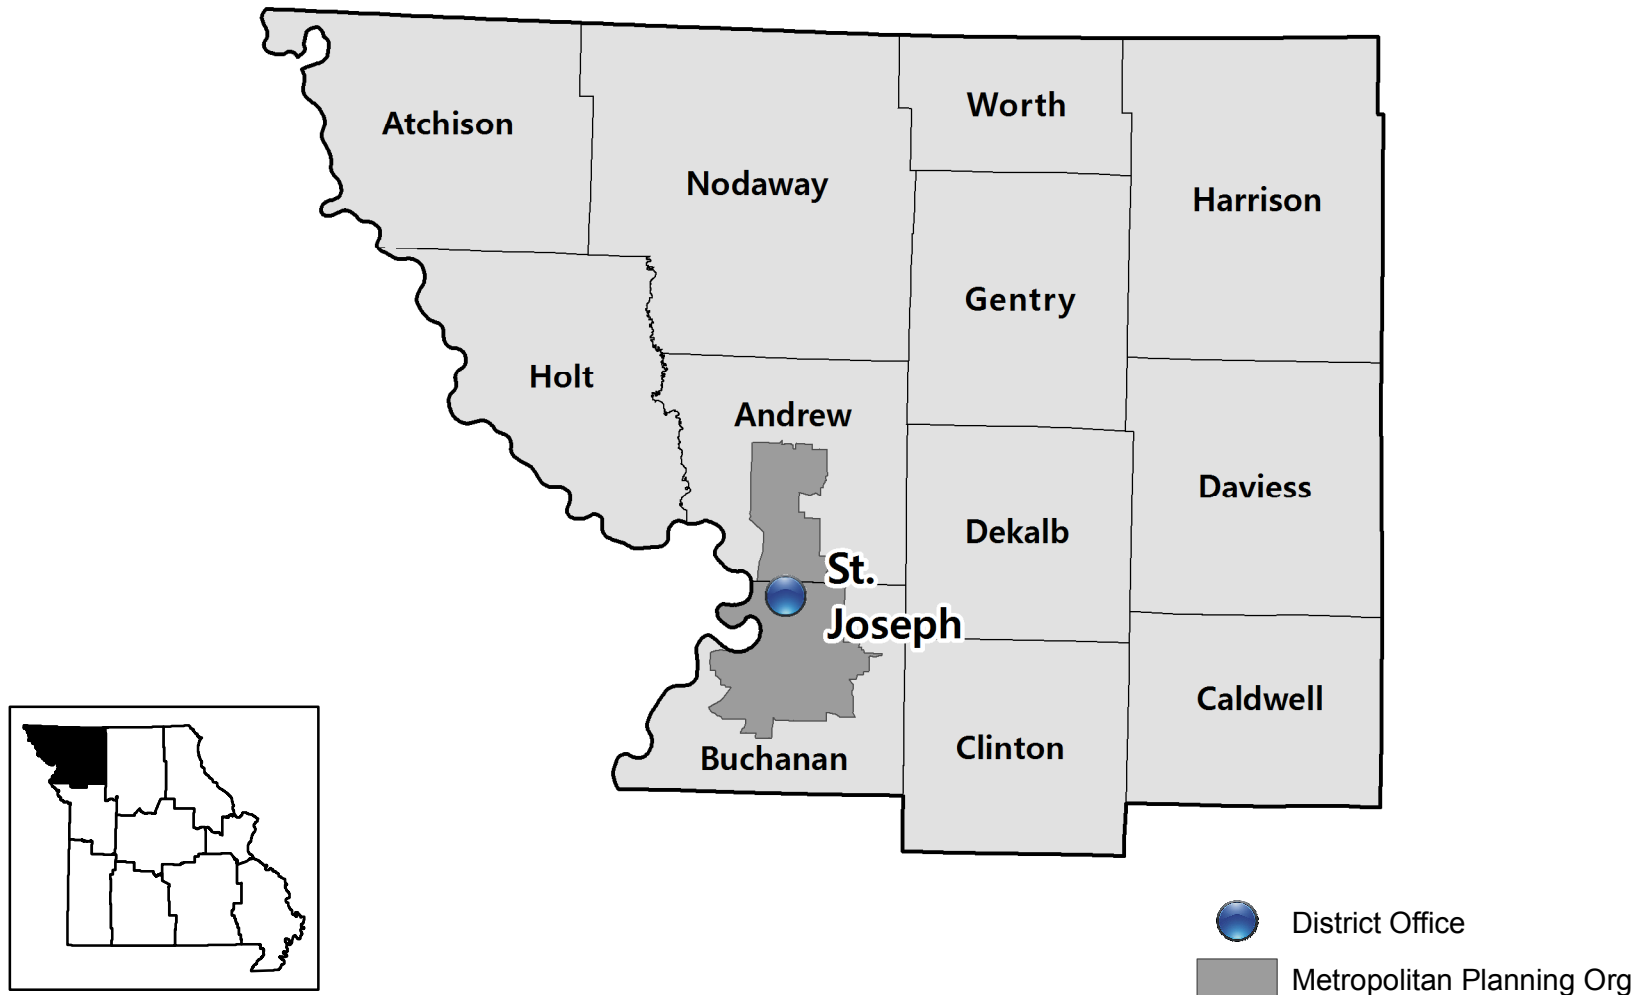 Worth
Atchison
Nodaway
Harrison
Gentry
Holt
Andrew
Daviess
Dekalb
St.
Joseph
Caldwell
Clinton
Buchanan
District Office
Metropolitan Planning Org